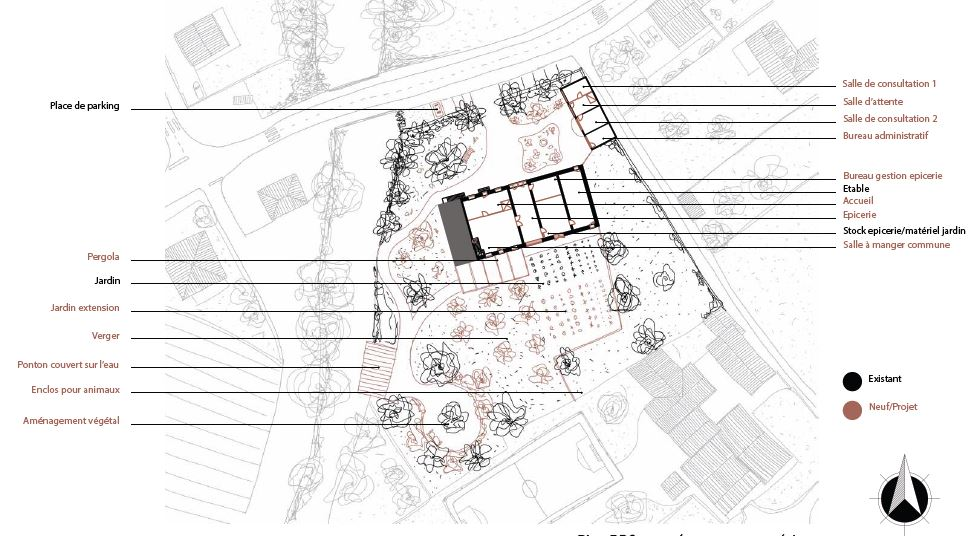 Place de parking
Pergola
Jardin
Jardin extension
Verger
Ponton couvert sur l'eau
Enclos pour animaux
Aménagement végétal
Salle de consultation 1
Salle d'attente
Salle de consultation 2
Bureau administratif
Bureau gestion epicerie
Etable
Accueil
Epicerie
Stock epicerie/matériel jardin
Salle à manger commune
Existant
Neuf/Projet